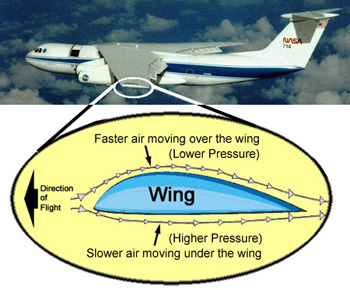 NASA
714
Faster air moving over the wing
(Lower Pressure)
Direction
of
Flight
Wing
(Higher Pressure)
Slower air moving under the wing